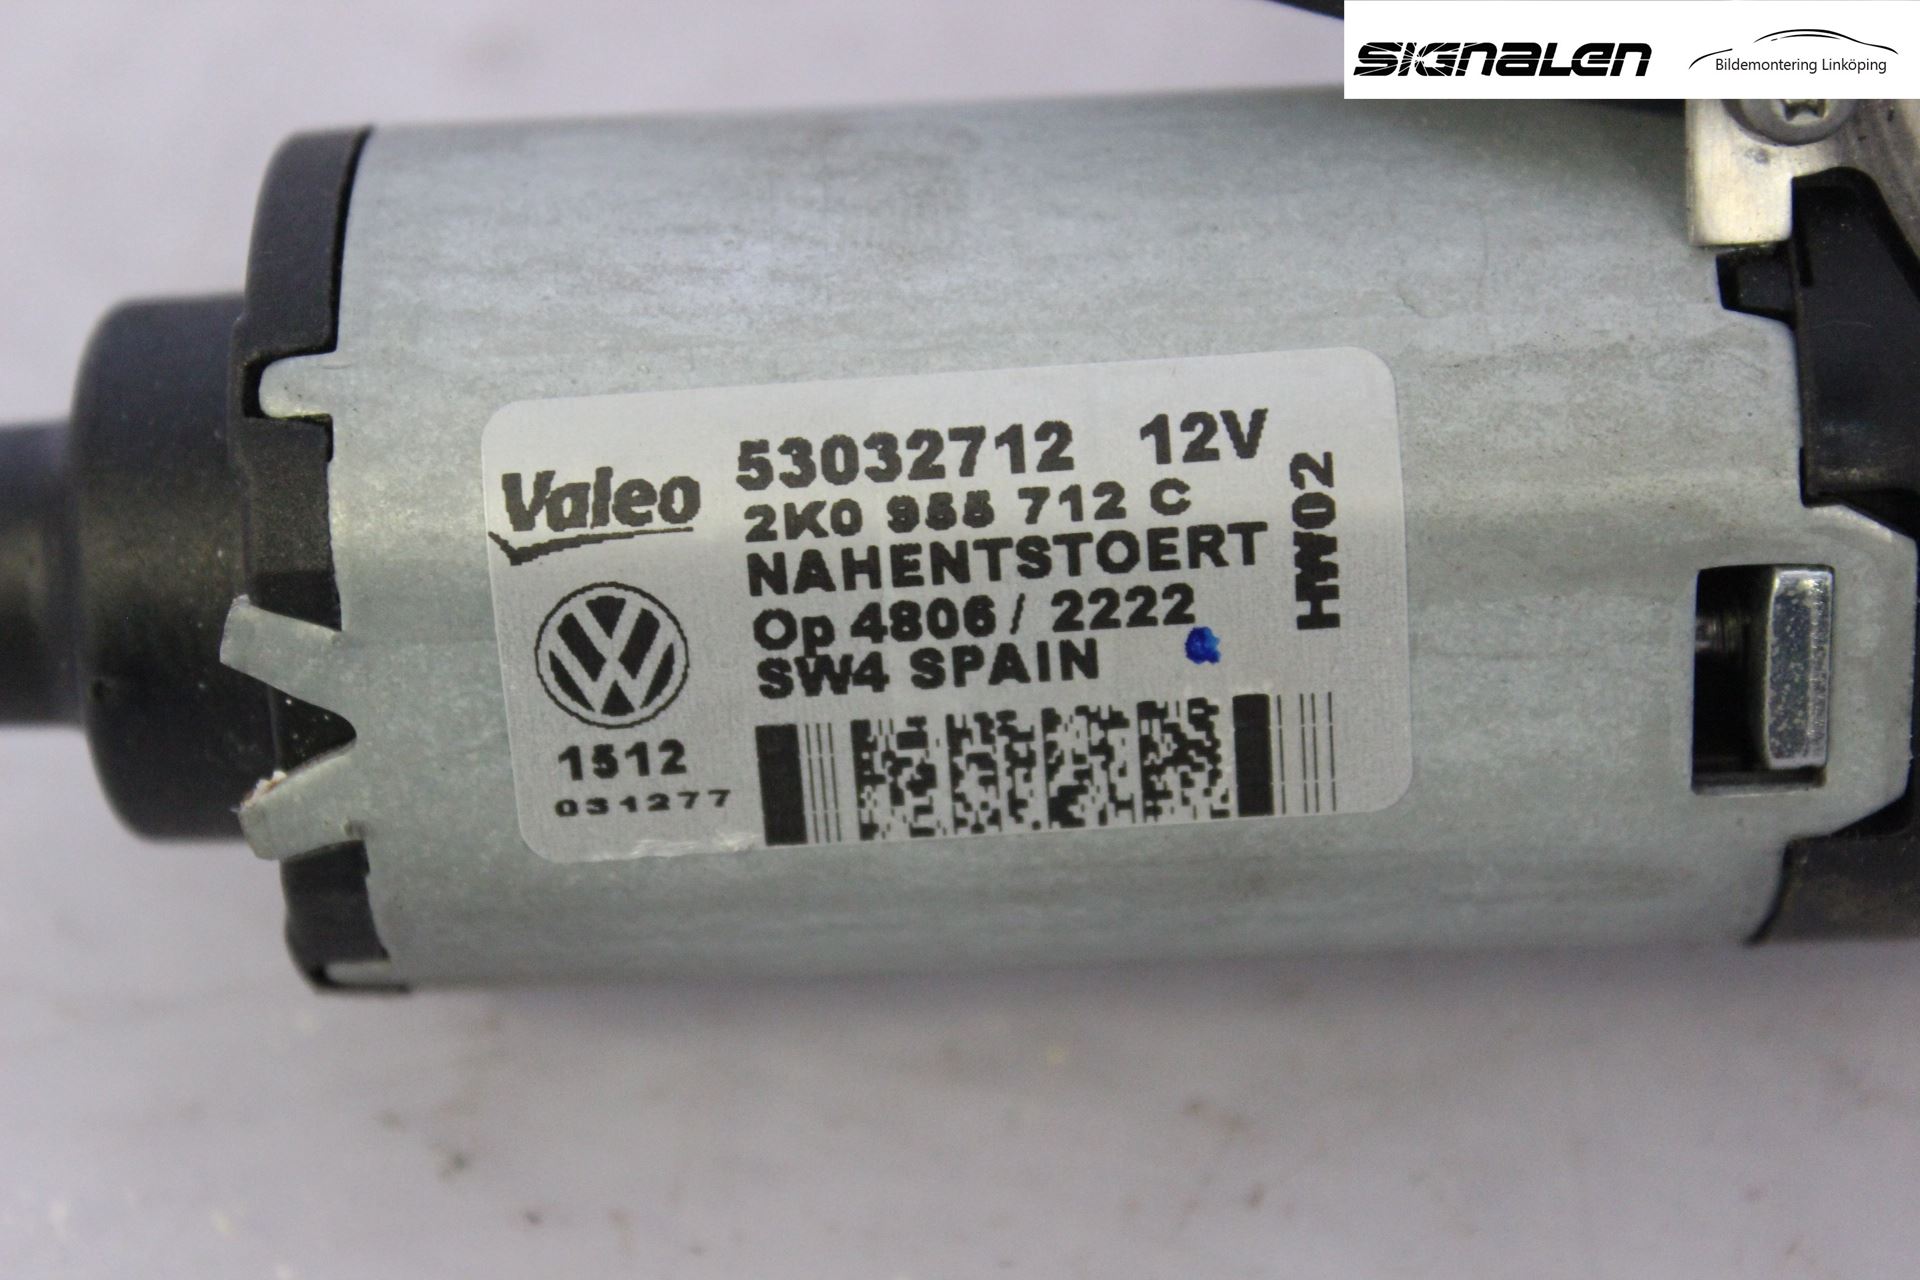 SIGNALEN
Bildemontering Linköping
Valeo
53032712 12V
2K0 955 712 C
NAHENTSTOERT
Op 4806 / 2222
SW4 SPAIN
HW02
1512
031277